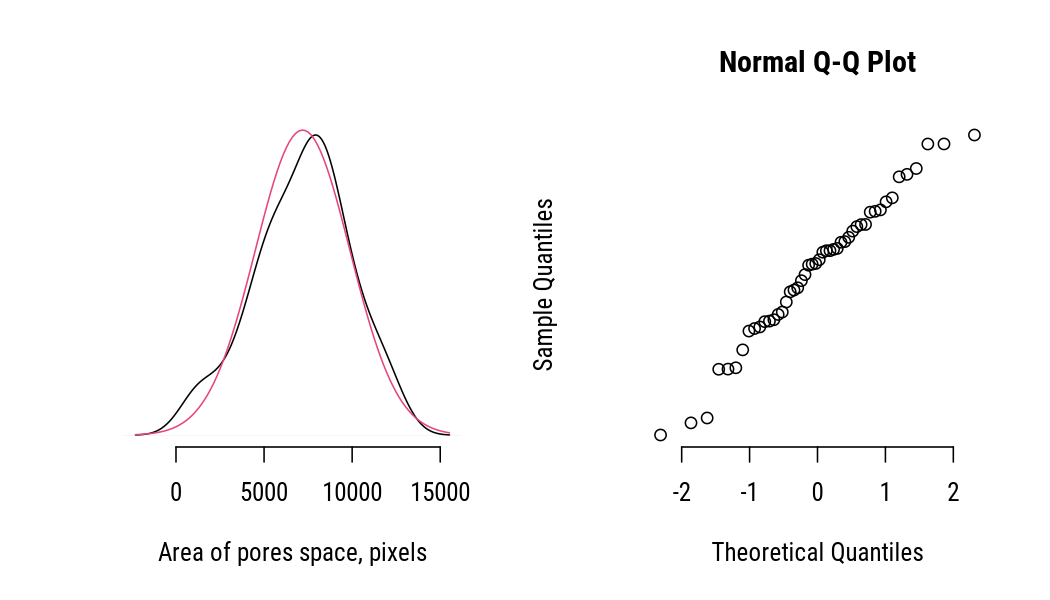 0 5000 10000 15000
Area of pores space, pixels
Normal Q-Q Plot
Sample Quantiles
-2 -1 0 1 2
Theoretical Quantiles